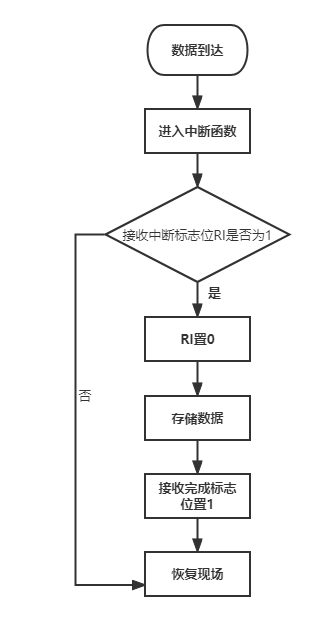 数据到达
进入中断函数
接收中断标志位RI是否为1
是
RI置0
否
存储数据
接收完成标志
位置1
恢复现场